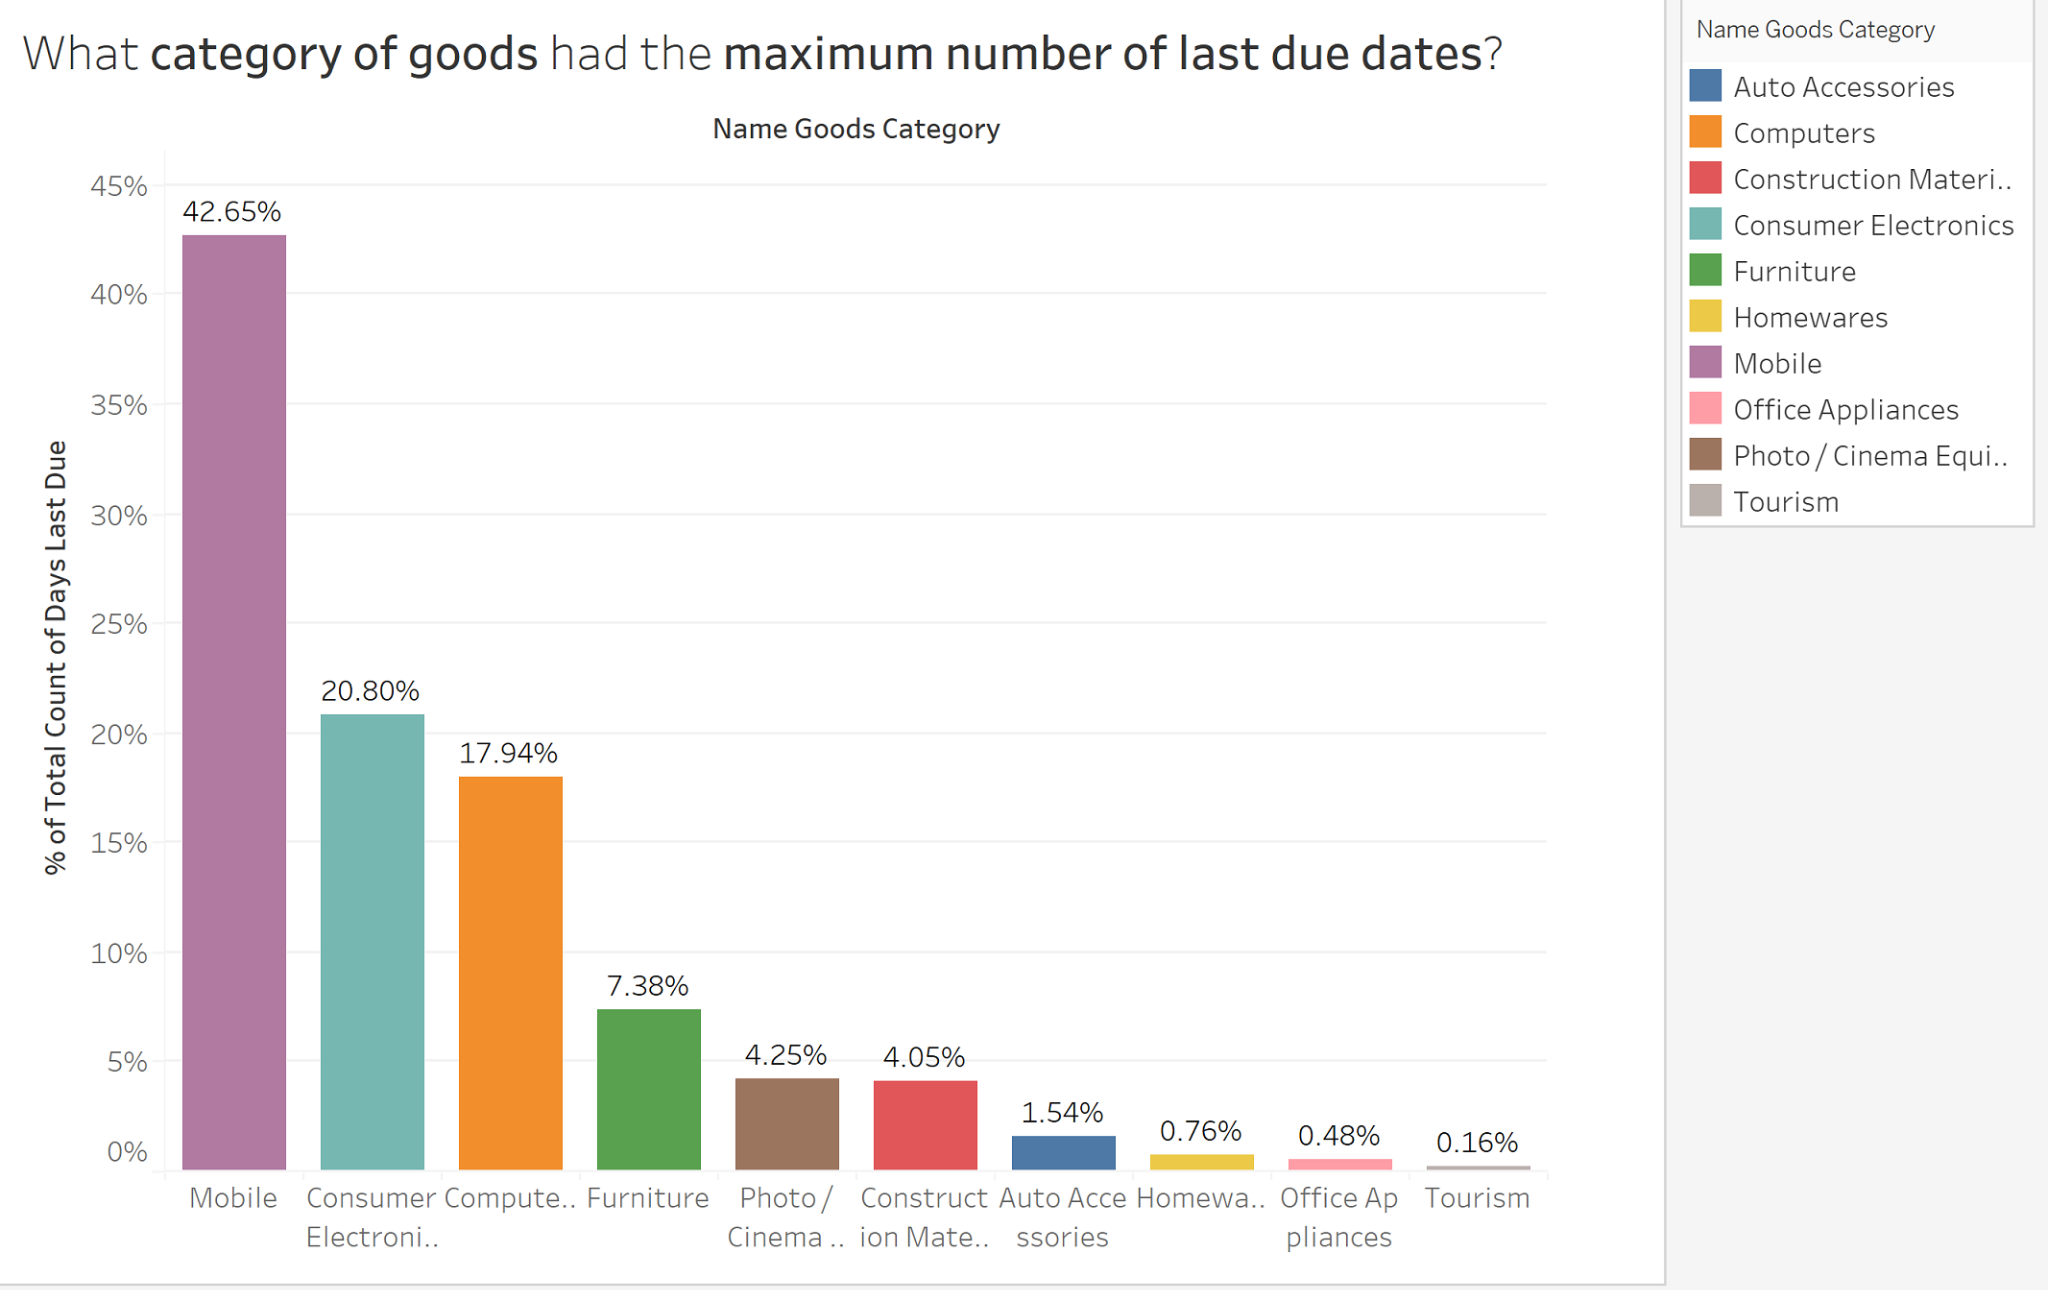 What category of goods had the maximum number of last due dates?
Name Goods Category
% of Total Count of Days Last Due
45%
40%
35%
30%
25%
20%
15%
10%
5%
0%
42.65%
20.80%
17.94%
7.38%
4.25%
4.05%
1.54%
0.76%
0.48%
0.16%
Mobile
Consumer
Electroni..
Compute..
Furniture
Photo /
Cinema ..
Construct
ion Mate..
Auto Acce
ssories
Homewa..
Office Ap
pliances
Tourism
Name Goods Category
Auto Accessories
Computers
Construction Materi..
Consumer Electronics
Furniture
Homewares
Mobile
Office Appliances
Photo / Cinema Equi..
Tourism